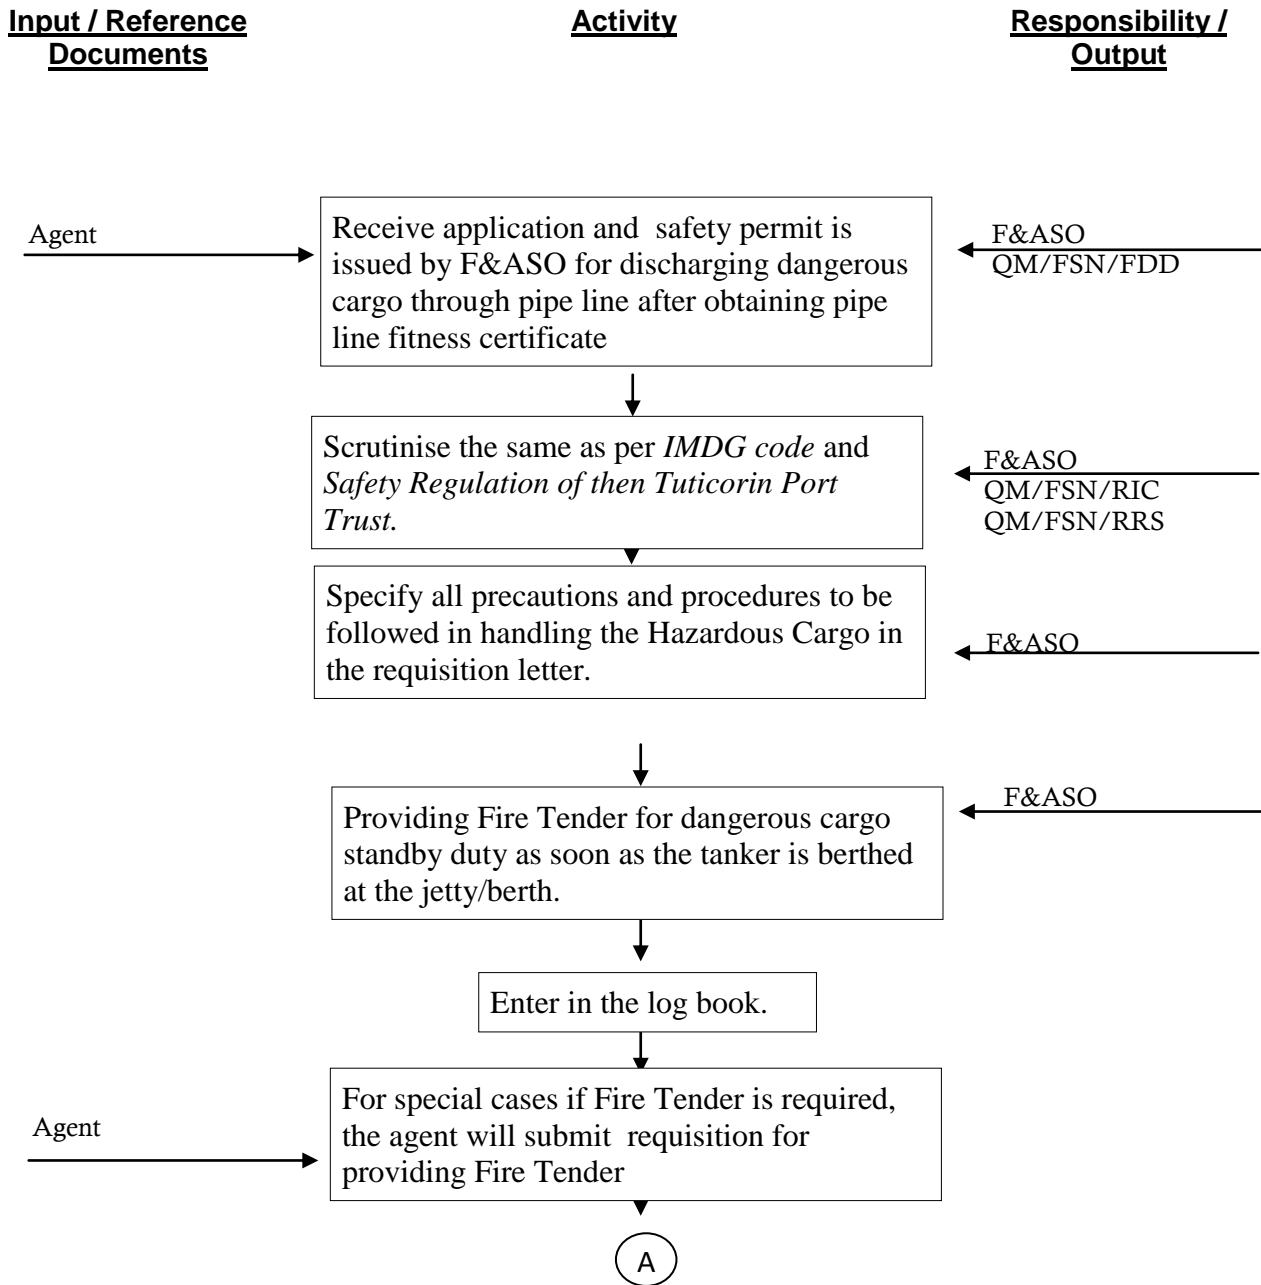 Input / Reference
Documents
Activity
Responsibility /
Output
Agent
Receive application and safety permit is
issued by F&ASO for discharging dangerous
cargo through pipe line after obtaining pipe
line fitness certificate
F&ASO
QM/FSN/FDD
Scrutinise the same as per IMDG code and
Safety Regulation of then Tuticorin Port
Trust.
F&ASO
QM/FSN/RIC
QM/FSN/RRS
Specify all precautions and procedures to be
followed in handling the Hazardous Cargo in
the requisition letter.
F&ASO
Providing Fire Tender for dangerous cargo
standby duty as soon as the tanker is berthed
at the jetty/berth.
F&ASO
Enter in the log book.
Agent
For special cases if Fire Tender is required,
the agent will submit requisition for
providing Fire Tender
A